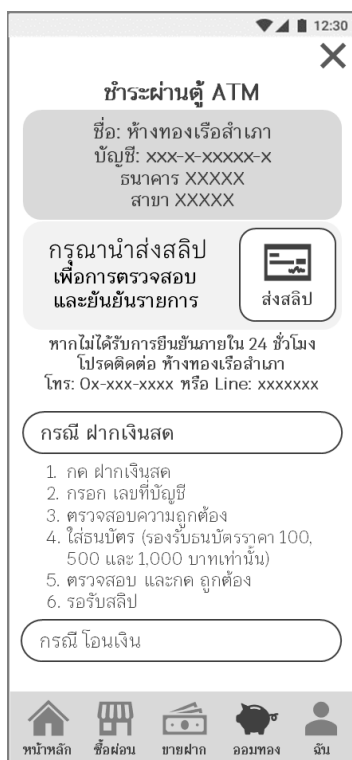 12:30
ชำระผ่านตู้ ATM
ชื่อ: ห้างทองเรือสำเภา
บัญชี: xxx-x-xxxxx-x
ธนาคาร XXXXX
สาขา XXXXX
กรุณานำส่งสลิป
เพื่อการตรวจสอบ
และยันยันรายการ
ส่งสลิป
หากไม่ได้รับการยืนยันภายใน 24 ชั่วโมง
โปรดติดต่อ ห้างทองเรือสำเภา
โทร: 0x-xxx-xxxx หรือ Line: xxxxxxx
กรณี ฝากเงินสด
1. กด ฝากเงินสด
2. กรอก เลขที่บัญชี
3. ตรวจสอบความถูกต้อง
4. ใส่ธนบัตร (รองรับธนบัตรราคา 100,
500 และ 1,000 บาทเท่านั้น)
5. ตรวจสอบ และกด ถูกต้อง
6. รอรับสลิป
กรณี โอนเงิน
หน้าหลัก ซื้อผ่อน ขายฝาก ออมทอง ฉัน